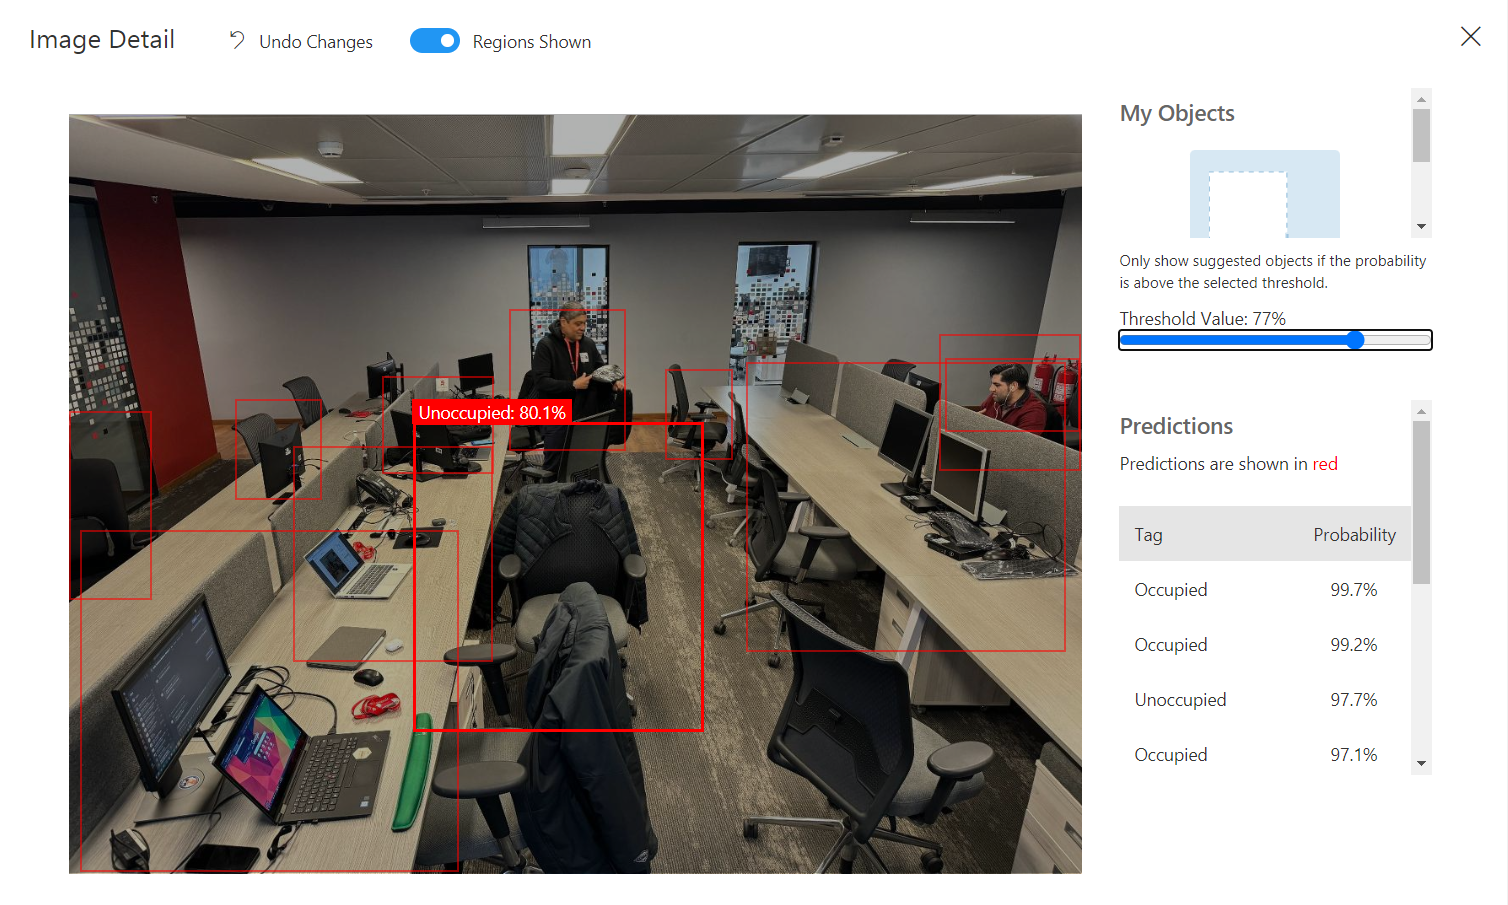 Image Detail
Undo Changes
Regions Shown
My Objects
Only show suggested objects if the probability
is above the selected threshold.
Threshold Value: 77%
Unoccupied: 80.1%
Predictions
Predictions are shown in red
Tag Probability
Occupied 99.7%
Occupied 99.2%
Unoccupied 97.7%
Occupied 97.1%